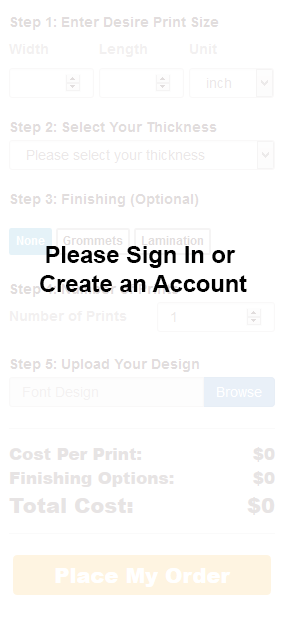 Step 1: Enter Desire Print Size
Width Length Unit
inch
Step 2: Select Your Thickness
Please select your thickness
Step 3: Finishing (Optional)
None Grommets Lamination
Please Sign In or
Create an Account
Number of Prints 1
Step 5: Upload Your Design
Font Design Browse
Cost Per Print: $0
Finishing Options: $0
Total Cost: $0
Place My Order